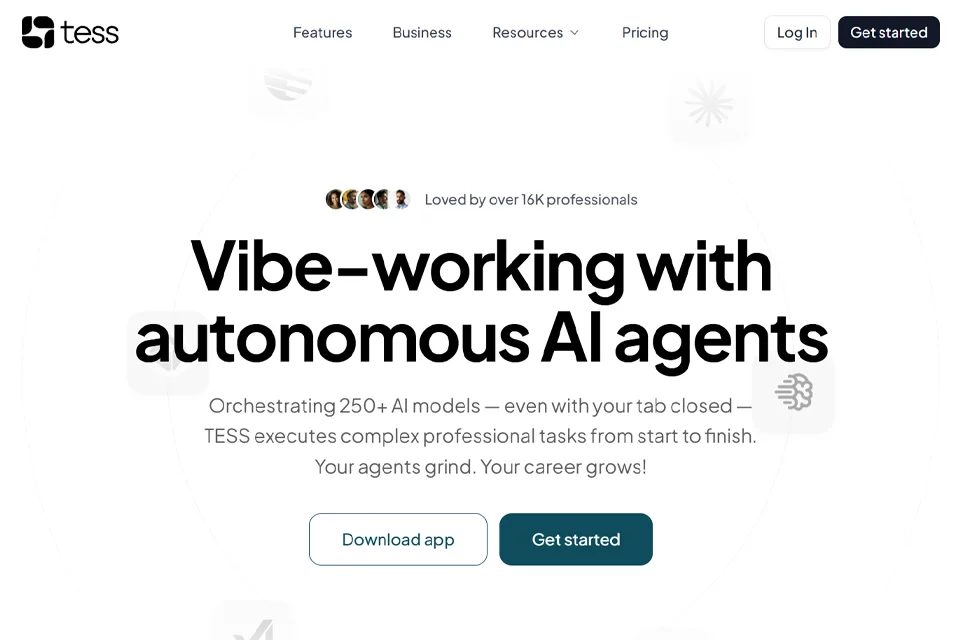 tess
Features
Business
Resources
Pricing
Log In
Get started
Loved by over 16K professionals
Vibe–working with
autonomous AI agents
Orchestrating 250+ AI models — even with your tab closed —
TESS executes complex professional tasks from start to finish.
Your agents grind. Your career grows!
Download app
Get started